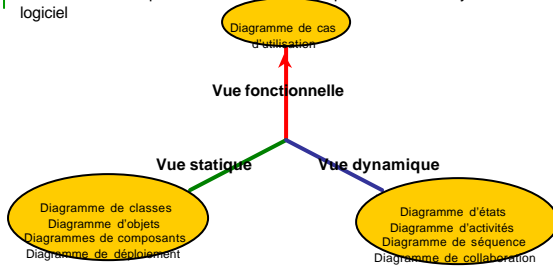 logiciel
Diagramme de cas
d'utilisation
Vue fonctionnelle
Vue statique
Vue dynamique
Diagramme de classes
Diagramme d'objets
Diagrammes de composants
Diagramme de déploiement
Diagramme d'états
Diagramme d'activités
Diagramme de séquence
Diagramme de collaboration